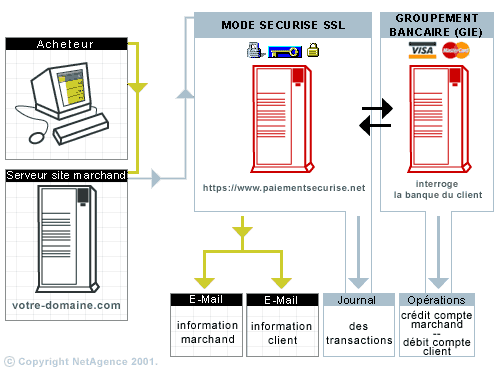 MODE SECURISE SSL
GROUPEMENT
BANCAIRE (GIE)
VISA
MasterCard
Acheteur
Serveur site marchand
votre-domaine.com
https://www.paiementsecurise.net
interroge
la banque du client
E-Mail
information
marchand
E-Mail
information
client
Journal
des
transactions
Opérations
crédit compte
marchand
--
débit compte
client
© Copyright NetAgence 2001.